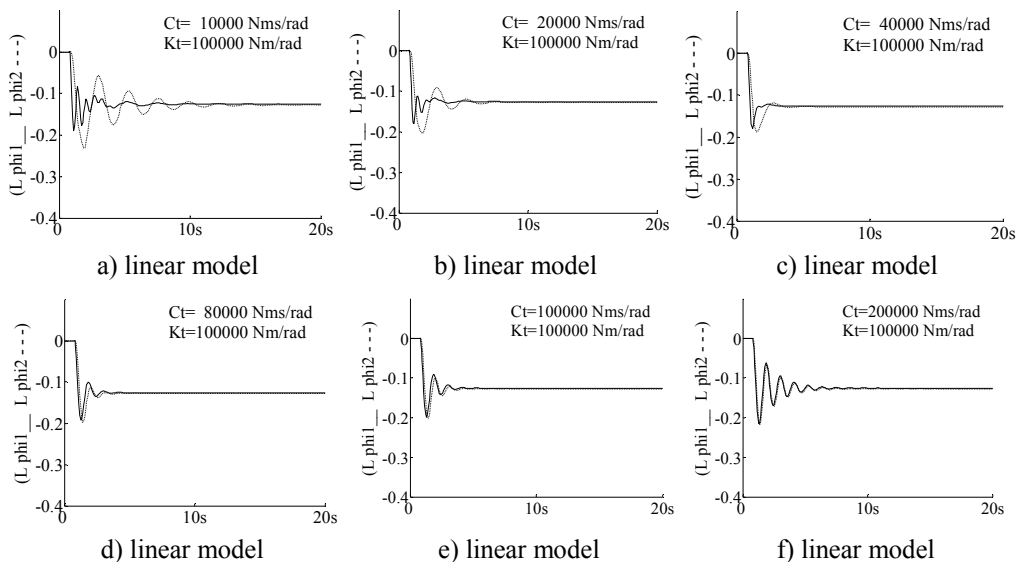 Ct= 10000 Nms/rad
Kt=100000 Nm/rad
(L phi1__ L phi2 - - -)
0
-0.1
-0.2
-0.3
-0.4
0
10s
20s
a) linear model
Ct= 20000 Nms/rad
Kt=100000 Nm/rad
(L phi1__ L phi2 - - -)
0
-0.1
-0.2
-0.3
-0.4
0
10s
20s
b) linear model
Ct= 40000 Nms/rad
Kt=100000 Nm/rad
(L phi1__ L phi2 - - -)
0
-0.1
-0.2
-0.3
-0.4
0
10s
20s
c) linear model
Ct= 80000 Nms/rad
Kt=100000 Nm/rad
(L phi1__ L phi2 - - -)
0
-0.1
-0.2
-0.3
-0.4
0
10s
20s
d) linear model
Ct=100000 Nms/rad
Kt=100000 Nm/rad
(L phi1__ L phi2 - - -)
0
-0.1
-0.2
-0.3
-0.4
0
10s
20s
e) linear model
Ct=200000 Nms/rad
Kt=100000 Nm/rad
(L phi1__ L phi2 - - -)
0
-0.1
-0.2
-0.3
-0.4
0
10s
20s
f) linear model